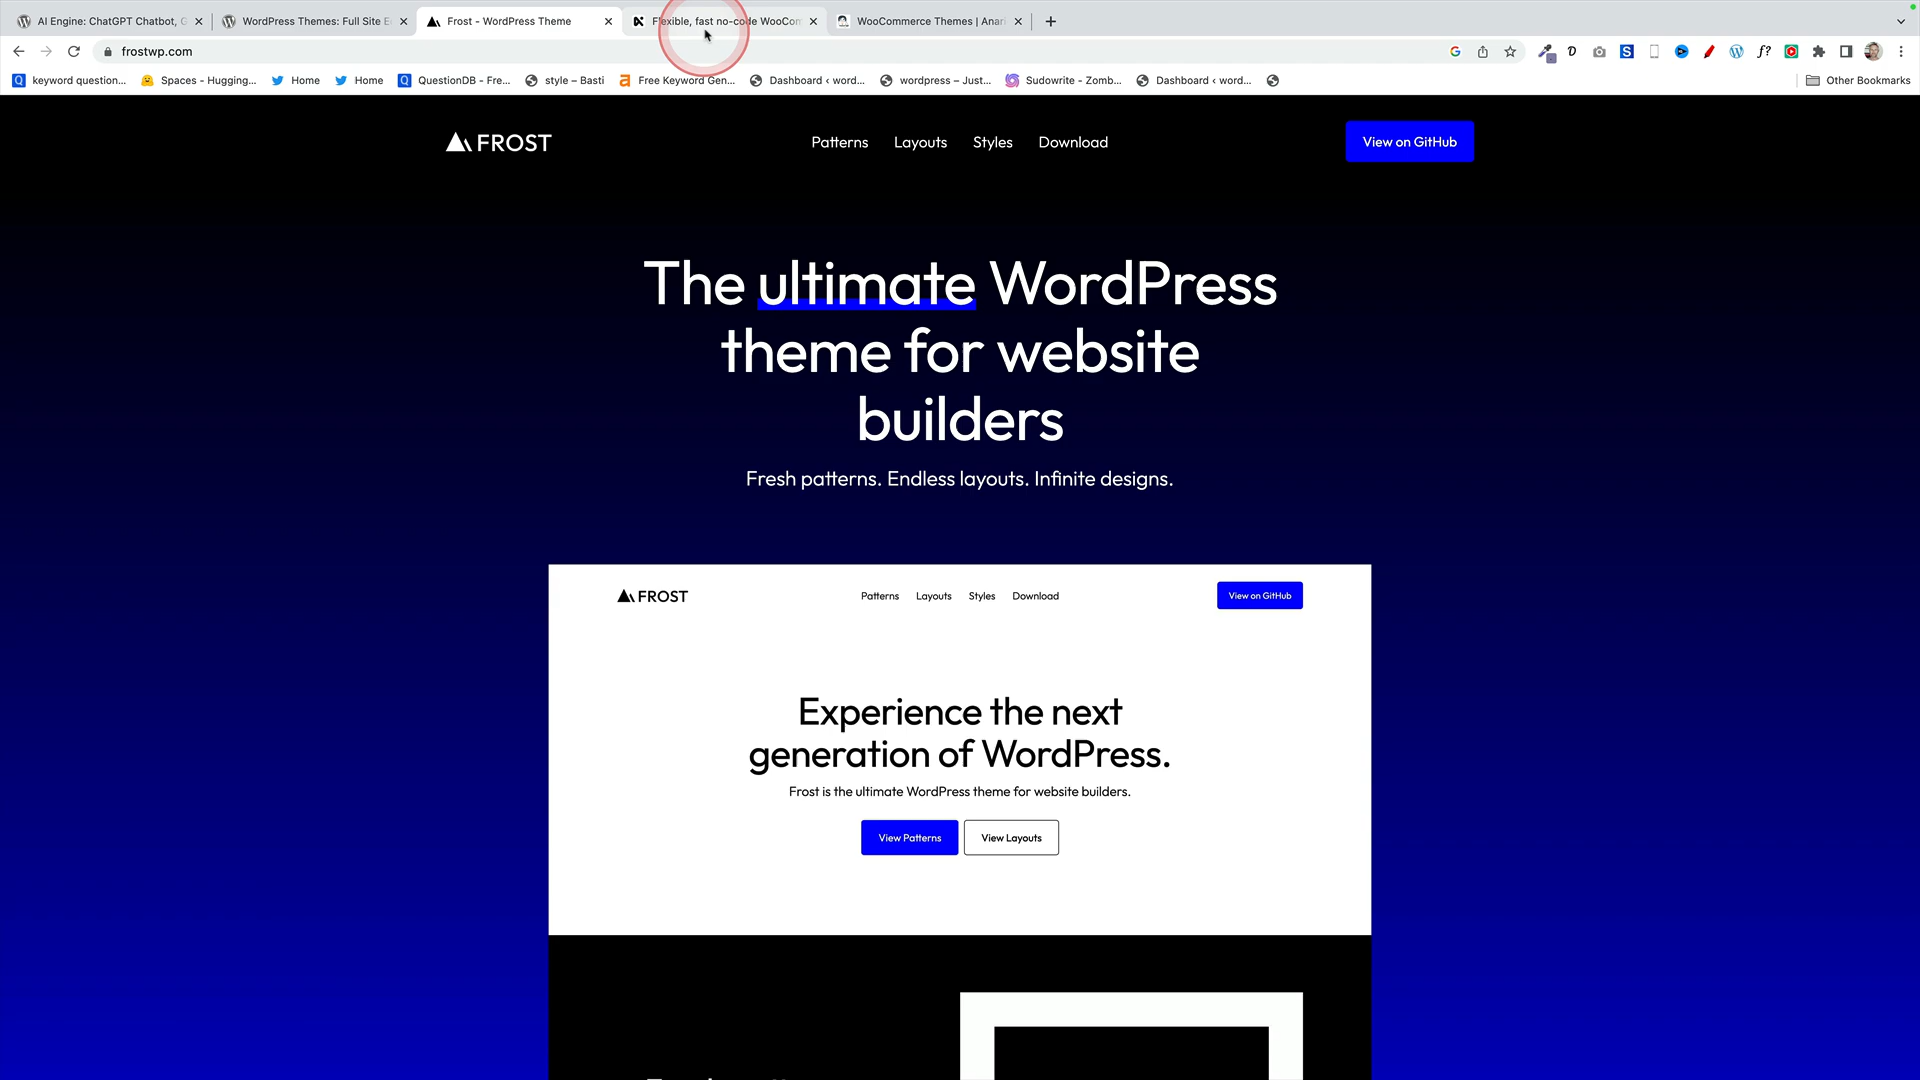 AI Engine: ChatGPT Chatbot, G
WordPress Themes: Full Site E
Frost - WordPress Theme
Flexible, fast no-code WooCom
WooCommerce Themes | Anari
frostwp.com
keyword question...
Spaces - Hugging...
Home
Home
QuestionDB - Fre...
style – Basti
Free Keyword Gen...
Dashboard ‹ word...
wordpress – Just...
Sudowrite - Zomb...
Dashboard ‹ word...
Other Bookmarks
FROST
Patterns
Layouts
Styles
Download
View on GitHub
The ultimate WordPress
theme for website
builders
Fresh patterns. Endless layouts. Infinite designs.
FROST
Patterns
Layouts
Styles
Download
View on GitHub
Experience the next
generation of WordPress.
Frost is the ultimate WordPress theme for website builders.
View Patterns
View Layouts